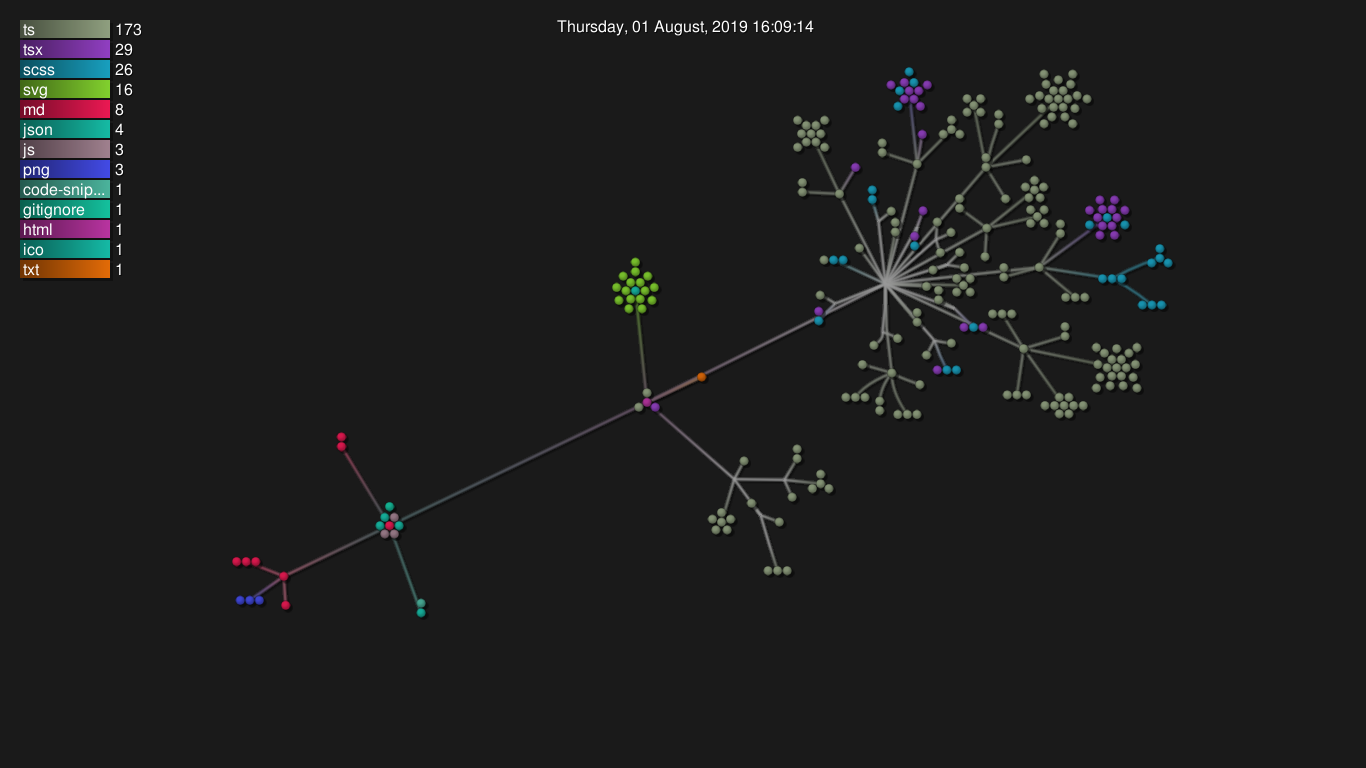 Thursday, 01 August, 2019 16:09:14
ts 173
tsx 29
scss 26
svg 16
md 8
json 4
js 3
png 3
code-snip... 1
gitignore 1
html 1
ico 1
txt 1